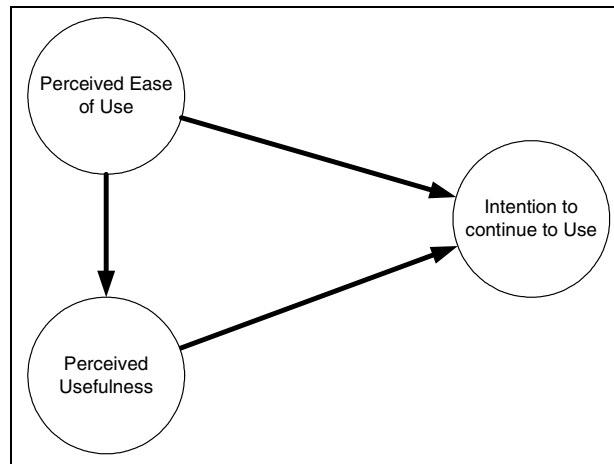 Perceived Ease
of Use
Intention to
continue to Use
Perceived
Usefulness